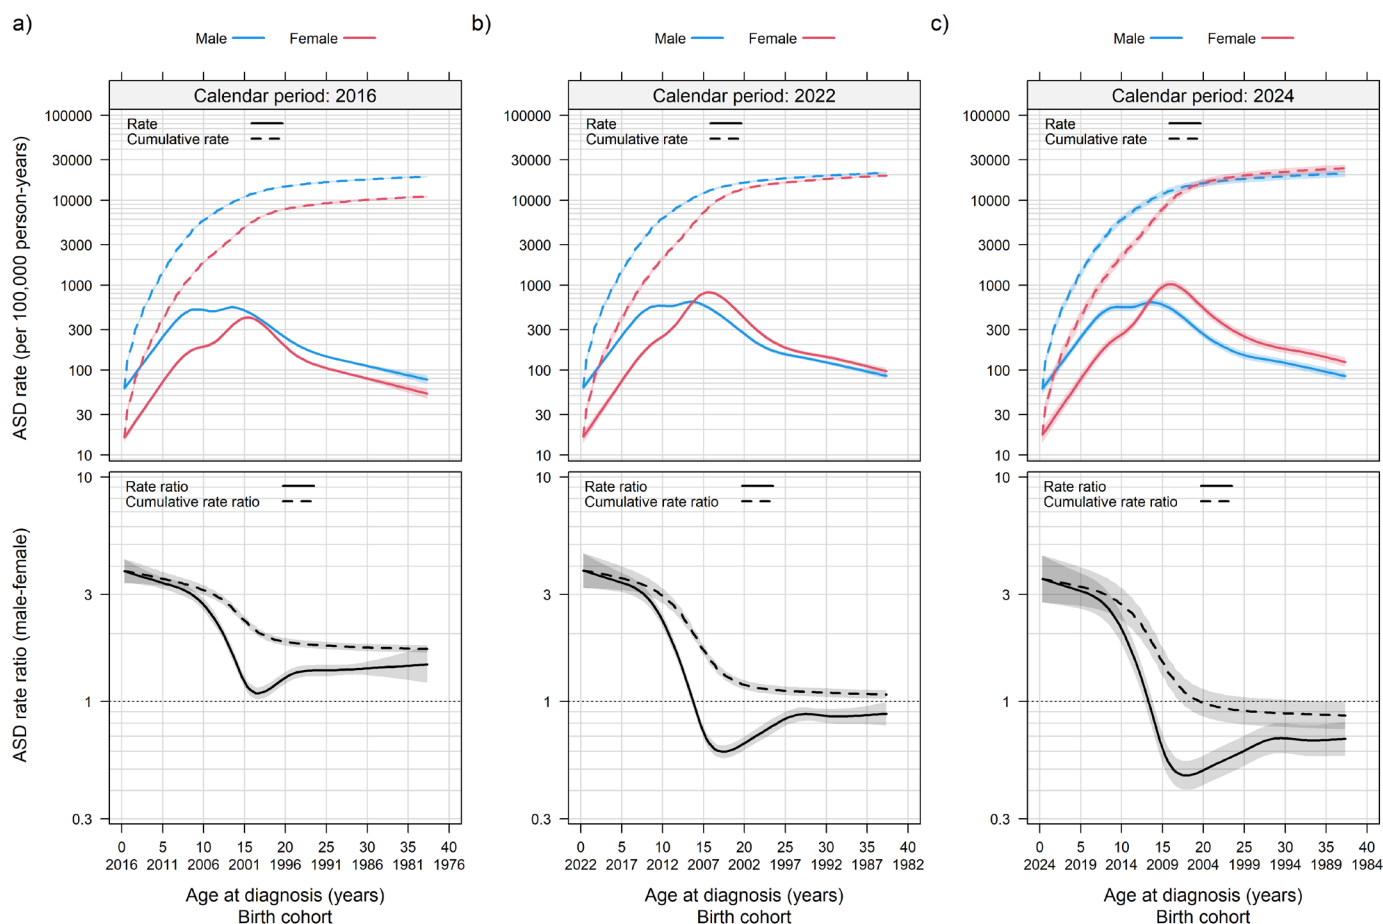 a)
Male Female
Calendar period: 2016
Rate
Cumulative rate
100000
30000
10000
3000
1000
300
100
30
10
ASD rate (per 100,000 person-years)
Rate ratio
Cumulative rate ratio
10
3
1
0.3
ASD rate ratio (male-female)
0 5 10 15 20 25 30 35 40
2016 2011 2006 2001 1996 1991 1986 1981 1976
Age at diagnosis (years)
Birth cohort
b)
Male Female
Calendar period: 2022
Rate
Cumulative rate
100000
30000
10000
3000
1000
300
100
30
10
Rate ratio
Cumulative rate ratio
10
3
1
0.3
0 5 10 15 20 25 30 35 40
2022 2017 2012 2007 2002 1997 1992 1987 1982
Age at diagnosis (years)
Birth cohort
c)
Male Female
Calendar period: 2024
Rate
Cumulative rate
100000
30000
10000
3000
1000
300
100
30
10
Rate ratio
Cumulative rate ratio
10
3
1
0.3
0 5 10 15 20 25 30 35 40
2024 2019 2014 2009 2004 1999 1994 1989 1984
Age at diagnosis (years)
Birth cohort